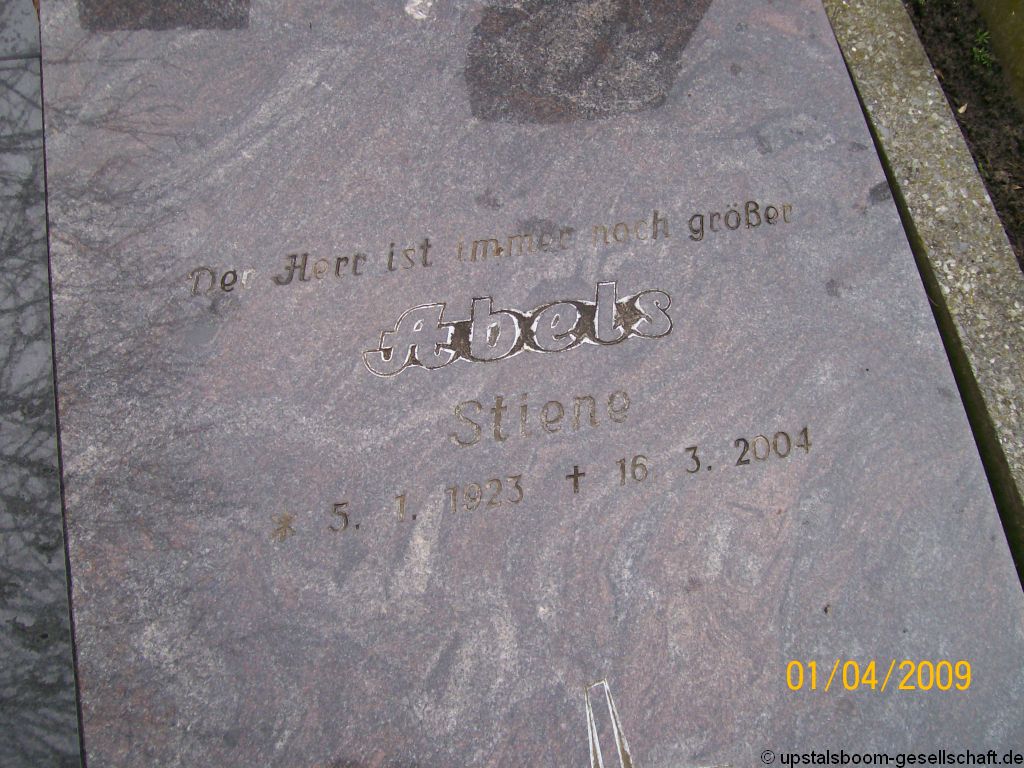 Der Herr ist immer noch größer
Abels
Stiene
* 5. 1. 1923 † 16. 3. 2004
01/04/2009
© upstalsboom-gesellschaft.de